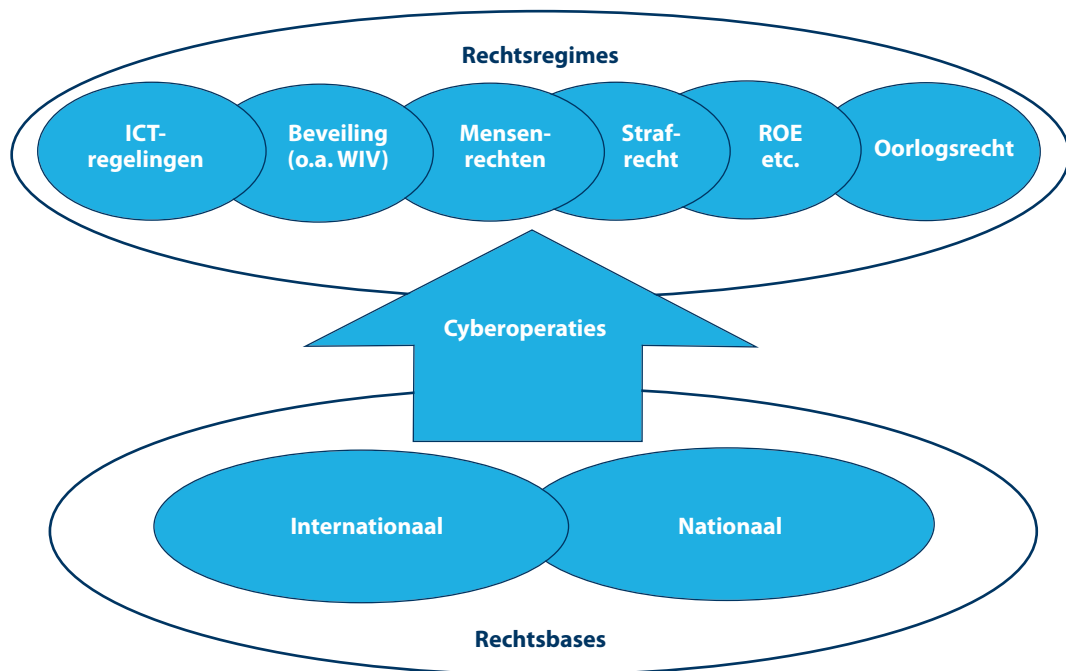 Rechtsregimes
ICT-
regelingen
Beveiling
(o.a. WIV)
Mensen-
rechten
Straf-
recht
ROE
etc.
Oorlogsrecht
Cyberoperaties
Internationaal
Nationaal
Rechtsbases